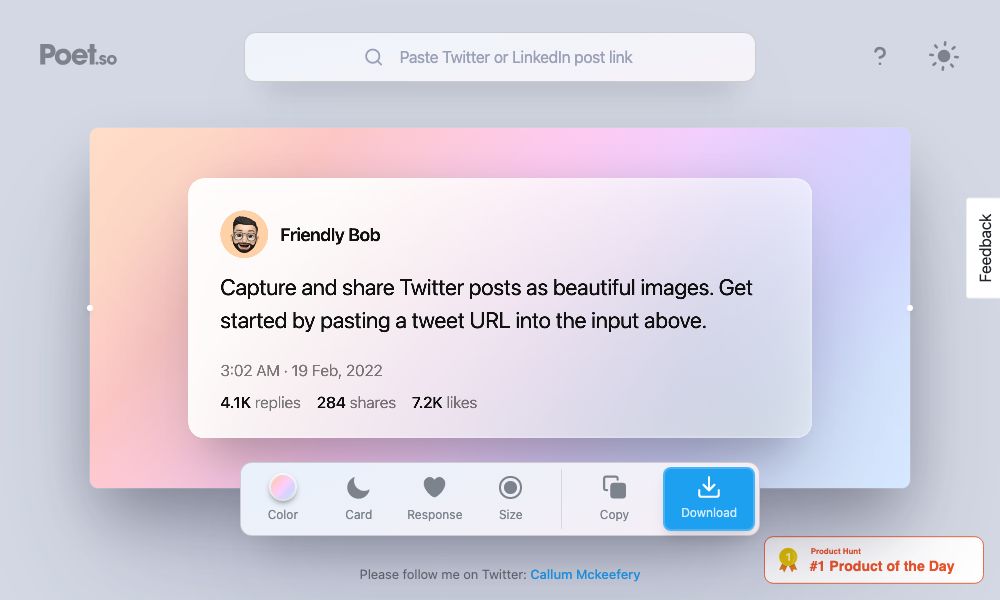 Poet.so
Paste Twitter or LinkedIn post link
?
Feedback
Friendly Bob
Capture and share Twitter posts as beautiful images. Get
started by pasting a tweet URL into the input above.
3:02 AM · 19 Feb, 2022
4.1K replies 284 shares 7.2K likes
Color Card Response Size Copy Download
1
Product Hunt
#1 Product of the Day
Please follow me on Twitter: Callum Mckeefery